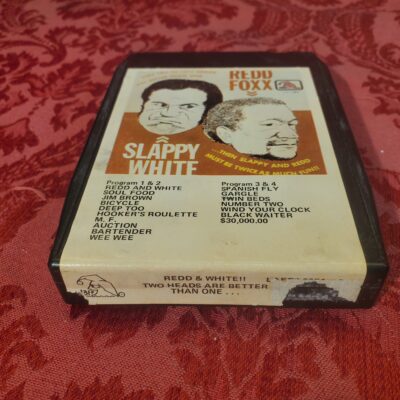 REDD
FOXX
SLAPPY
WHITE
...THEN SLAPPY AND REDD
MUST BE TWICE AS MUCH FUN!!
Program 1 & 2
REDD AND WHITE
SOUL FOOD
JIM BROWN
BICYCLE
DEEP TOO
HOOKER'S ROULETTE
M. F.
AUCTION
BARTENDER
WEE WEE
Program 3 & 4
SPANISH FLY
GARGLE
TWIN BEDS
NUMBER TWO
WIND YOUR CLOCK
BLACK WAITER
$30,000.00
REDD & WHITE!!
TWO HEADS ARE BETTER
THAN ONE ...